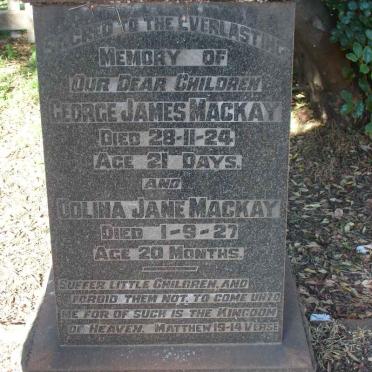 SACRED TO THE EVERLASTING
MEMORY OF
OUR DEAR CHILDREN
GEORGE JAMES MACKAY
DIED 28-11-24
AGE 21 DAYS.
AND
DOLINA JANE MACKAY
DIED 1-9-27
AGE 20 MONTHS.
SUFFER LITTLE CHILDREN, AND
FORBID THEM NOT, TO COME UNTO
ME FOR OF SUCH IS THE KINGDOM
OF HEAVEN. MATTHEW 19-14 VERSE